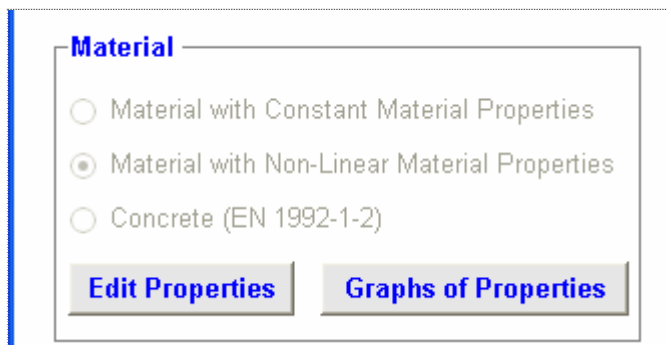 Material
Material with Constant Material Properties
Material with Non-Linear Material Properties
Concrete (EN 1992-1-2)
Edit Properties Graphs of Properties